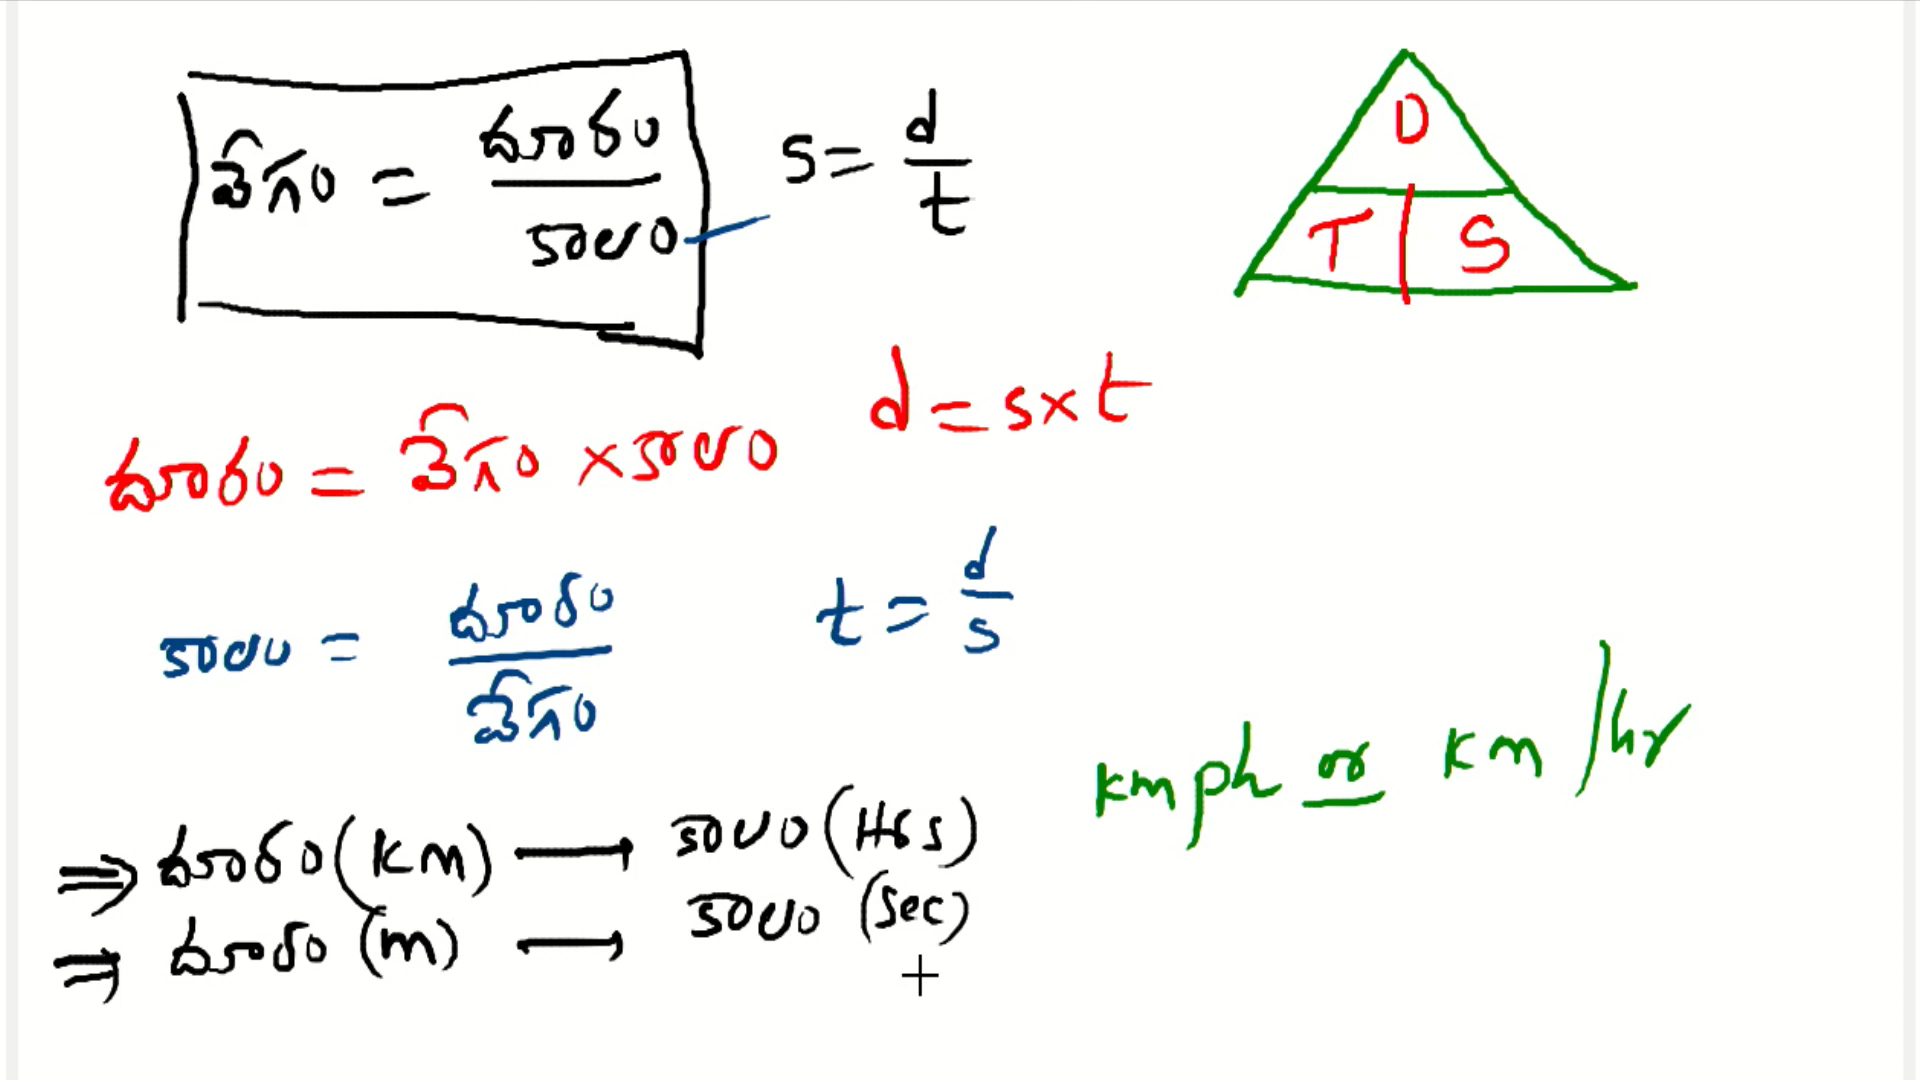 వేగం = దూరం / కాలం
s = d / t
D
T S
దూరం = వేగం × కాలం
d = s × t
కాలం = దూరం / వేగం
t = d / s
kmph or km / hr
⇒ దూరం (km) → కాలం (Hrs)
⇒ దూరం (m) → కాలం (Sec)